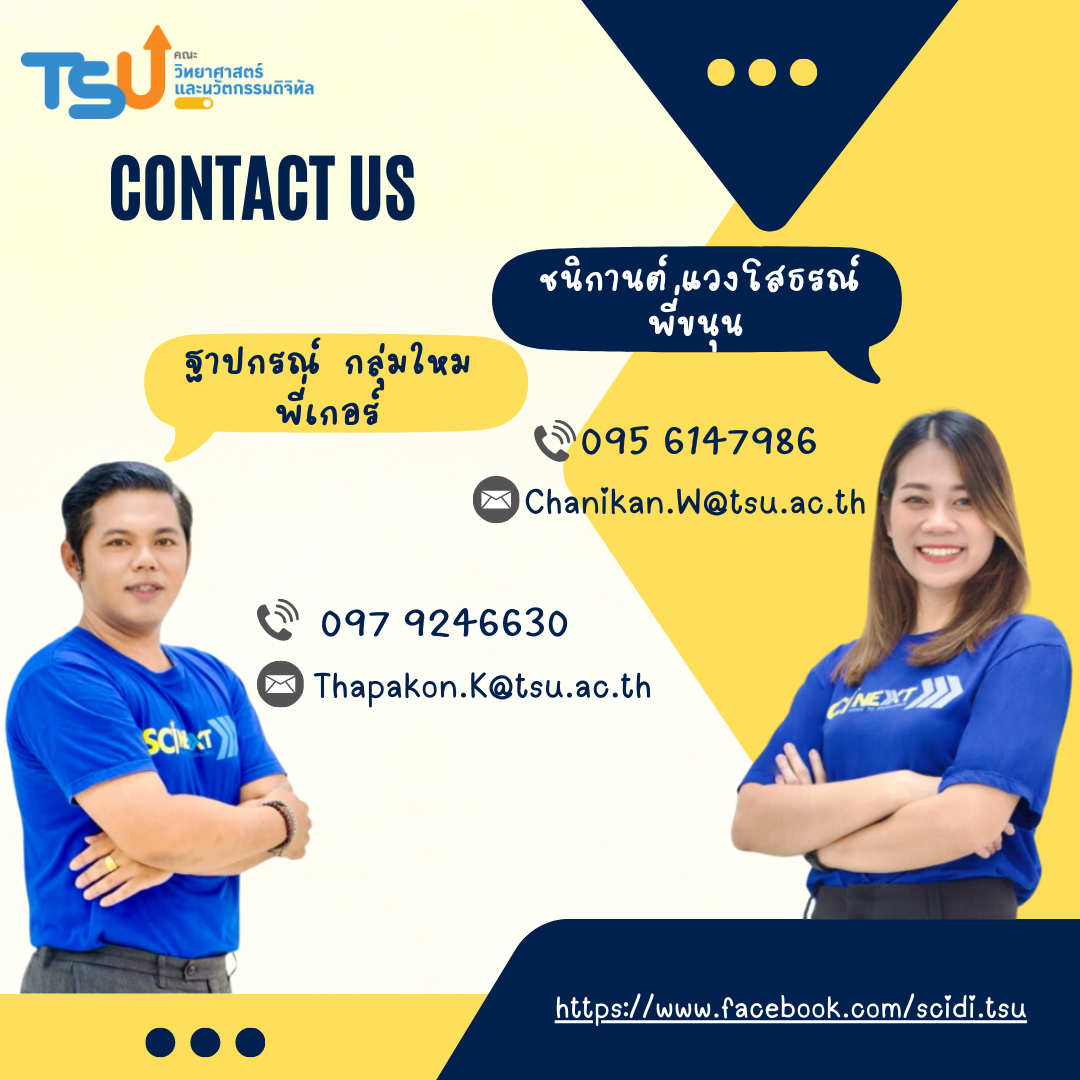 TSU
คณะ
วิทยาศาสตร์
และนวัตกรรมดิจิทัล
CONTACT US
ชนิกานต์ แวงโสธรณ์
พี่ขนุน
ฐาปกรณ์ กลุ่มใหม
พี่เกอร์
095 6147986
Chanikan.W@tsu.ac.th
097 9246630
Thapakon.K@tsu.ac.th
SCiNEXT
NEXT
https://www.facebook.com/scidi.tsu